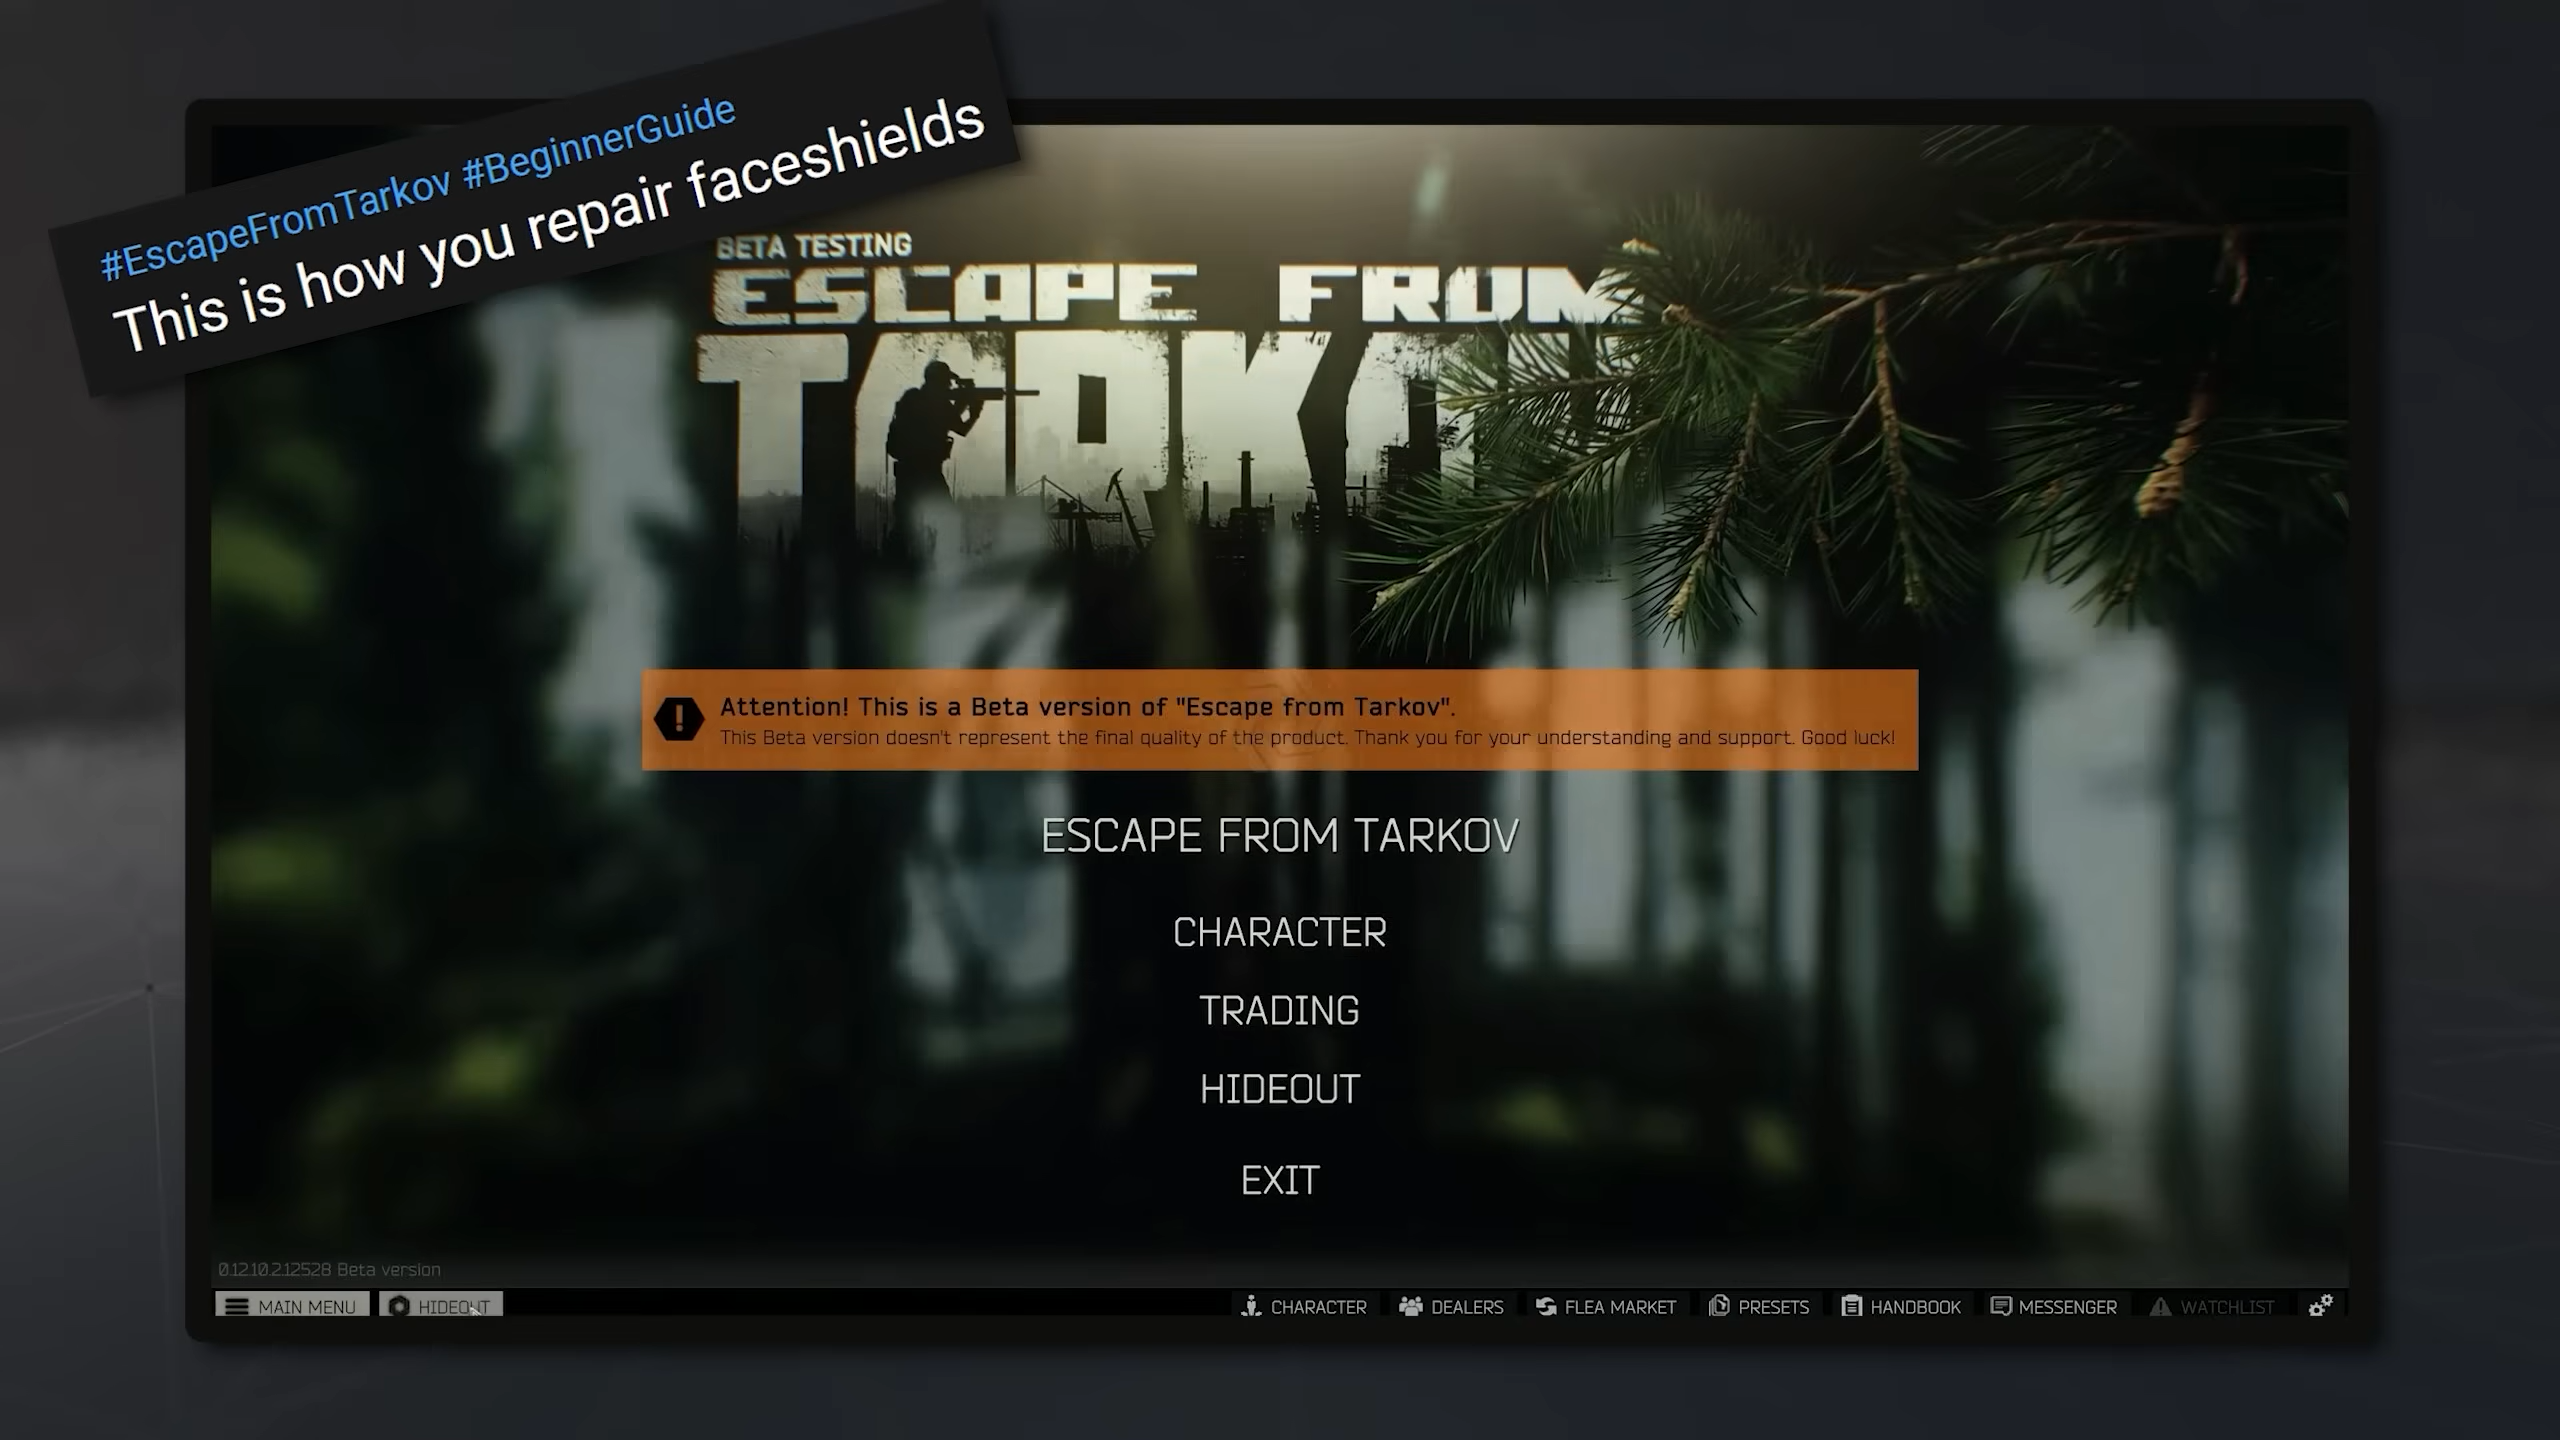 #EscapeFromTarkov #BeginnerGuide
This is how you repair faceshields
BETA TESTING
ESCAPE FROM
TARKOV
Attention! This is a Beta version of "Escape from Tarkov".
This Beta version doesn't represent the final quality of the product. Thank you for your understanding and support. Good luck!
ESCAPE FROM TARKOV
CHARACTER
TRADING
HIDEOUT
EXIT
0.12.10.2.12528 Beta version
MAIN MENU
HIDEOUT
CHARACTER
DEALERS
FLEA MARKET
PRESETS
HANDBOOK
MESSENGER
WATCHLIST